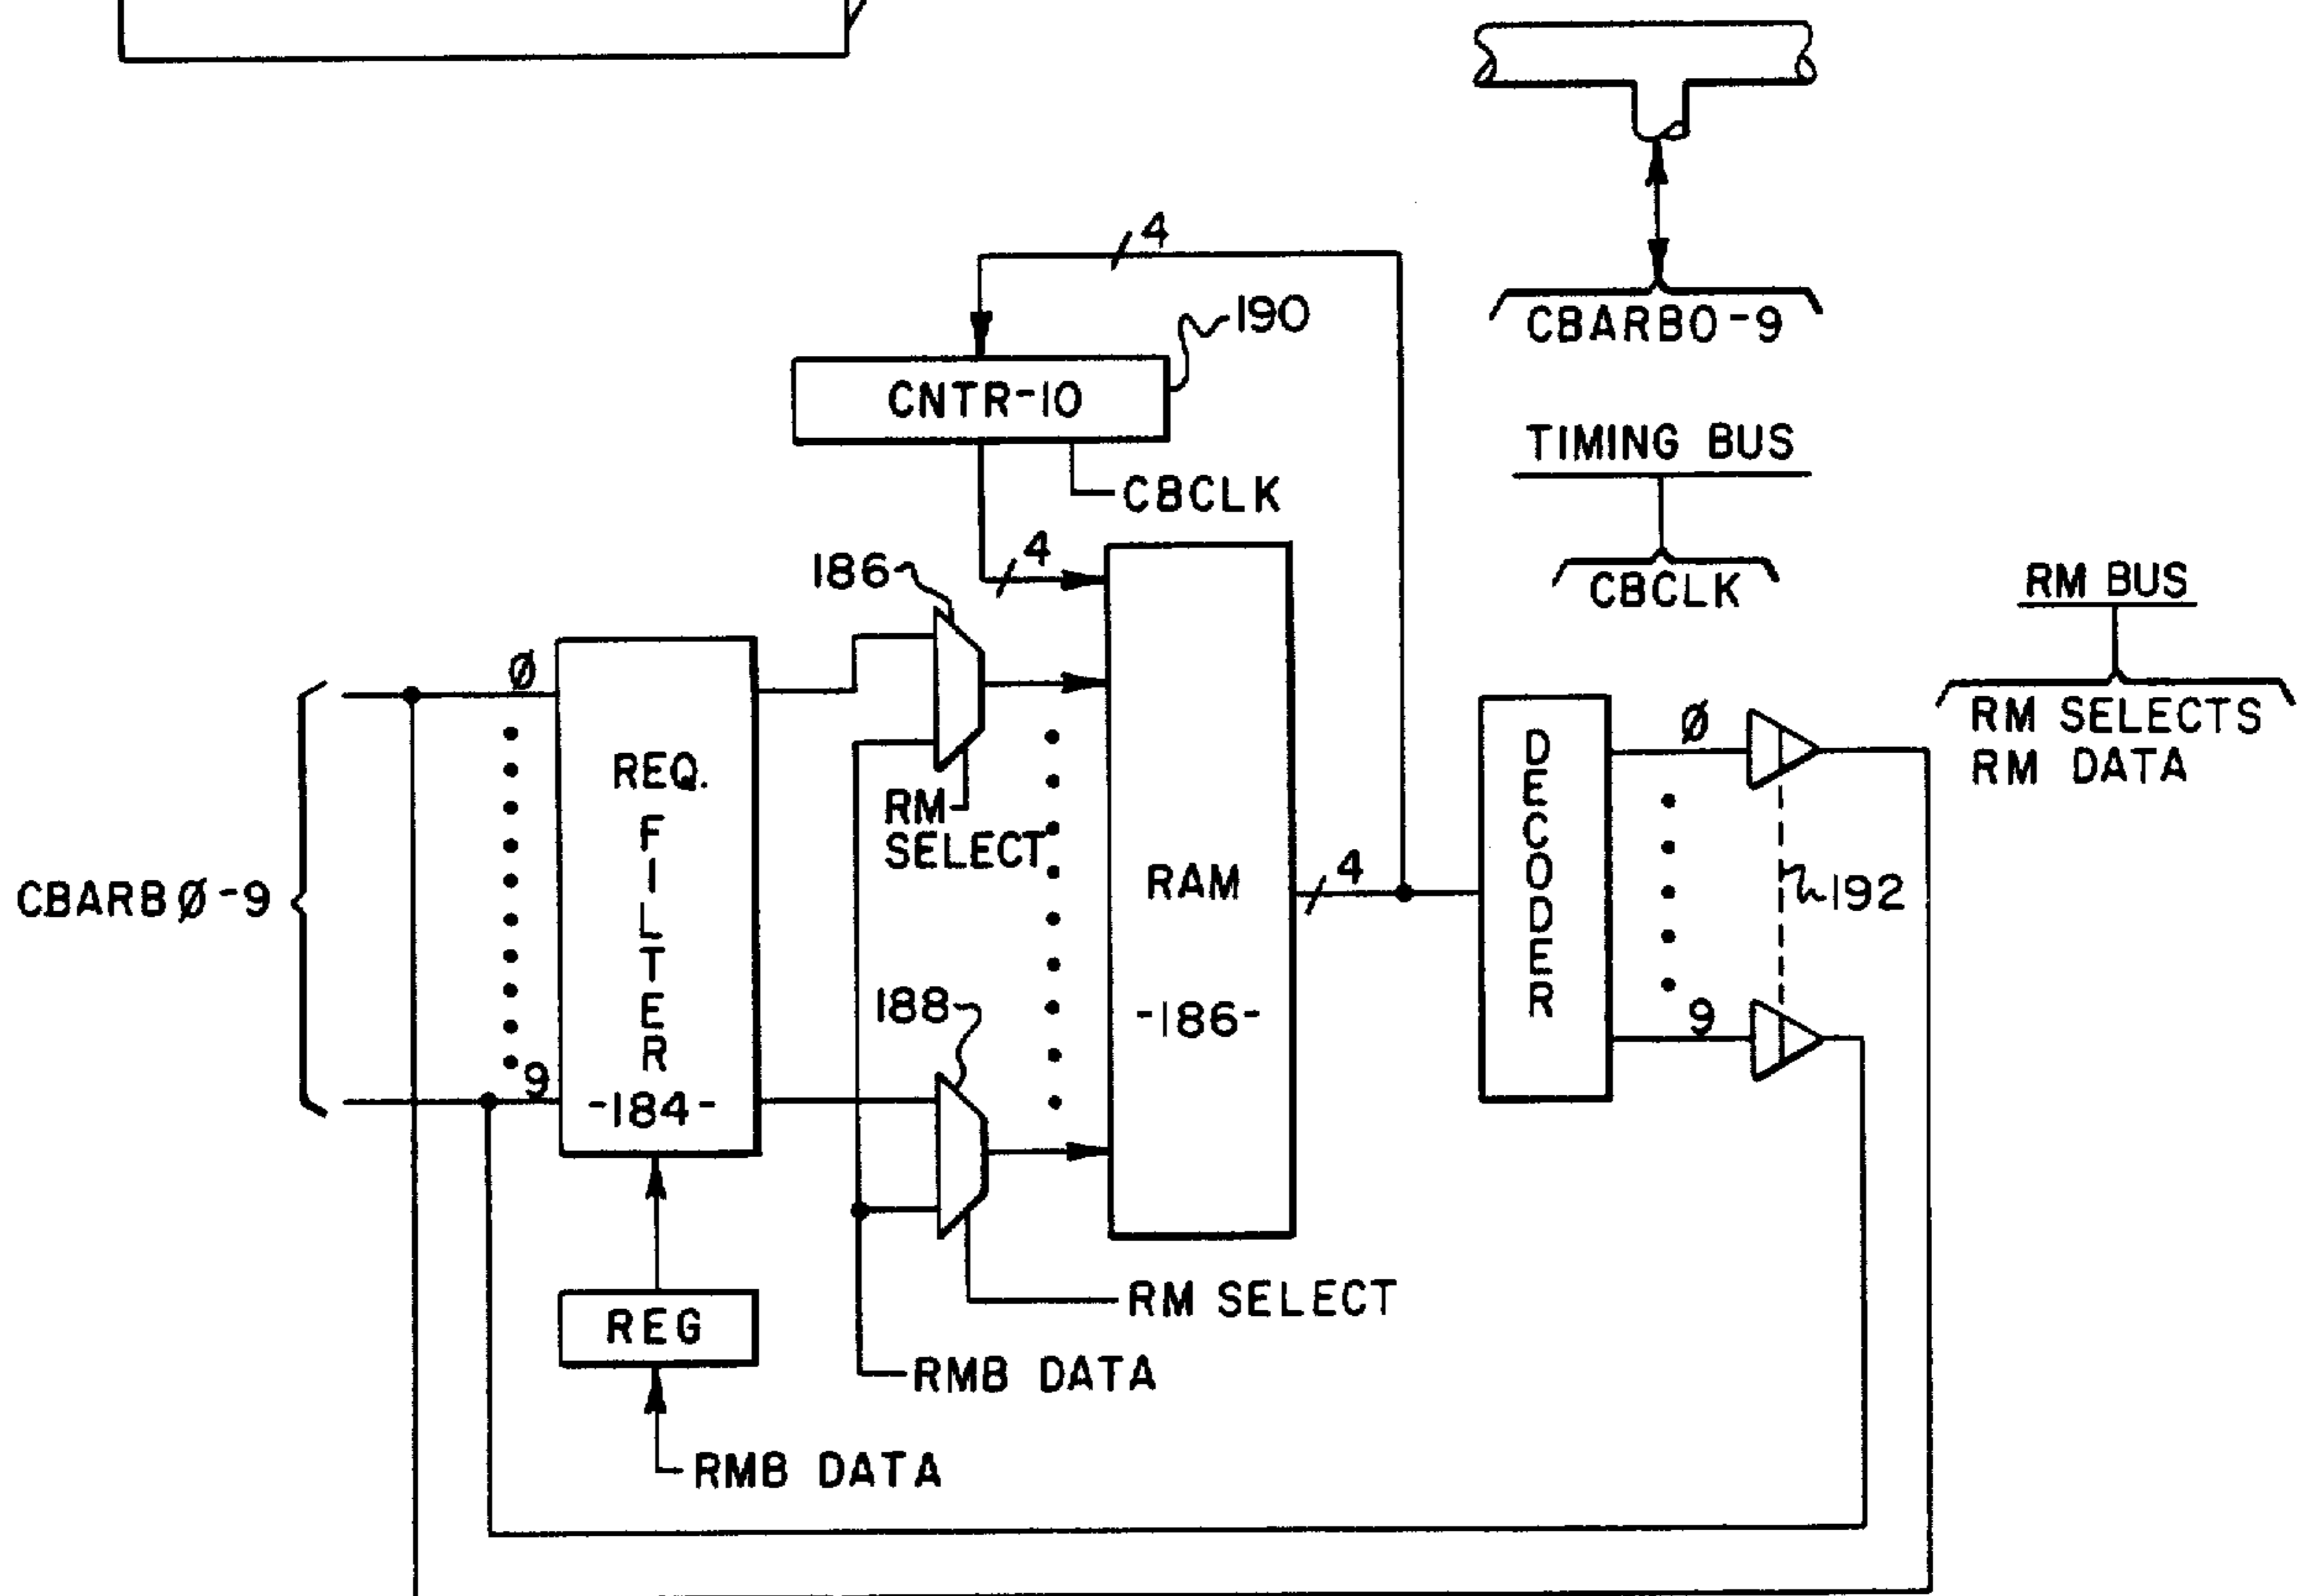 4
190
CBARB0-9
CNTR-10
TIMING BUS
CBCLK
4
186
CBCLK
RM BUS
Ø
Ø
RM SELECTS
REQ.
FILTER
RM DATA
DECODER
RM
SELECT
RAM
4
192
CBARBØ-9
188
-186-
9
9
-184-
RM SELECT
REG
RMB DATA
RMB DATA